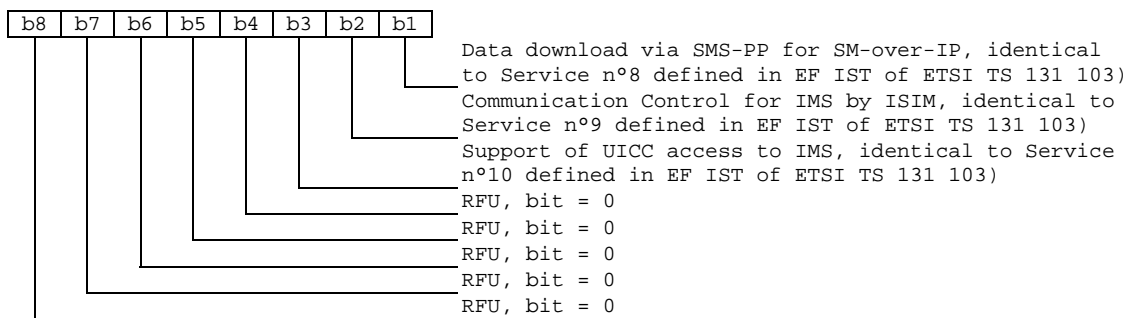 b8 b7 b6 b5 b4 b3 b2 b1
Data download via SMS-PP for SM-over-IP, identical
to Service n°8 defined in EF IST of ETSI TS 131 103)
Communication Control for IMS by ISIM, identical to
Service n°9 defined in EF IST of ETSI TS 131 103)
Support of UICC access to IMS, identical to Service
n°10 defined in EF IST of ETSI TS 131 103)
RFU, bit = 0
RFU, bit = 0
RFU, bit = 0
RFU, bit = 0
RFU, bit = 0